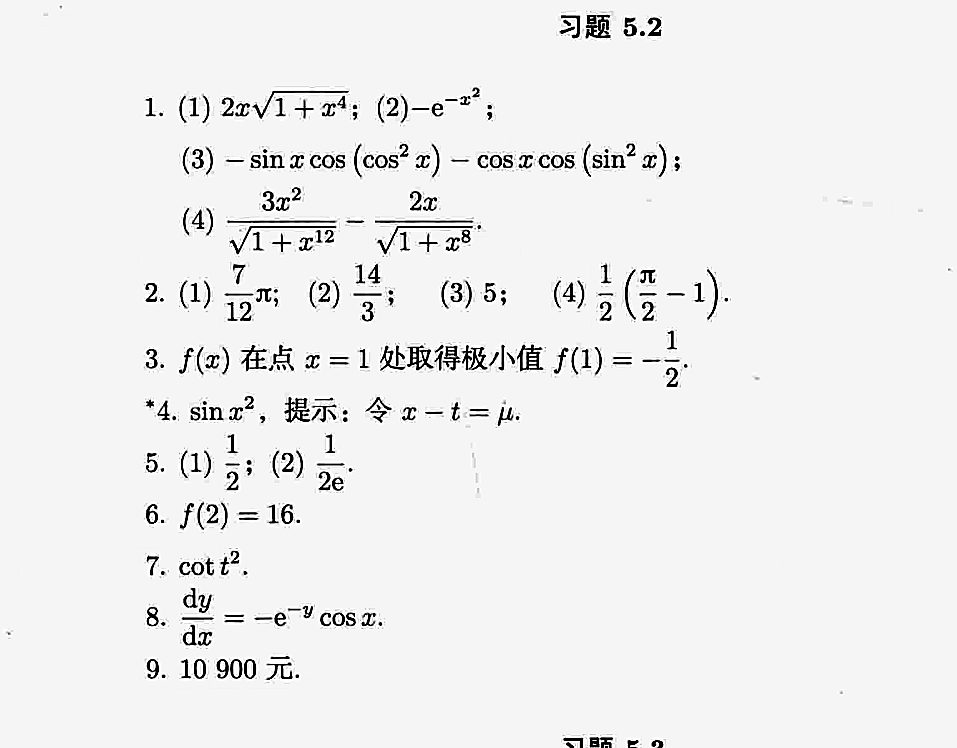 习题 5.2
1. (1) 2x√(1 + x⁴); (2)−e^(−x²);
(3) − sin x cos (cos² x) − cos x cos (sin² x);
(4) 3x²/√(1 + x¹²) − 2x/√(1 + x⁸).
2. (1) 7/12 π; (2) 14/3; (3) 5; (4) 1/2 (π/2 − 1).
3. f(x) 在点 x = 1 处取得极小值 f(1) = −1/2.
*4. sin x², 提示: 令 x − t = μ.
5. (1) 1/2; (2) 1/(2e).
6. f(2) = 16.
7. cot t².
8. dy/dx = −e^(−y) cos x.
9. 10 900 元.